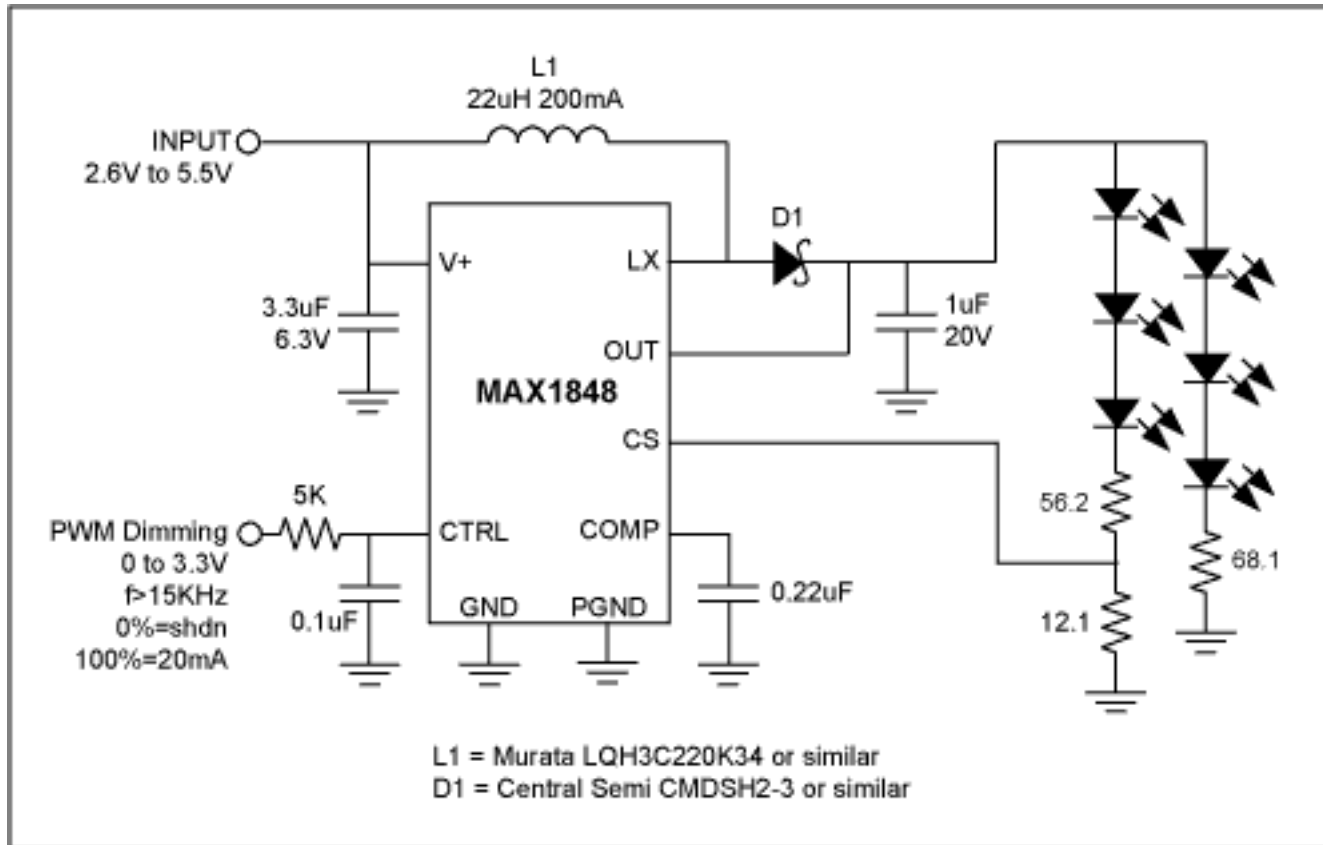 L1
22uH 200mA
INPUT
2.6V to 5.5V
D1
V+
LX
3.3uF
6.3V
1uF
20V
OUT
MAX1848
CS
56.2
5K
PWM Dimming
0 to 3.3V
f>15KHz
0%=shdn
100%=20mA
CTRL
COMP
68.1
0.1uF
GND
PGND
0.22uF
12.1
L1 = Murata LQH3C220K34 or similar
D1 = Central Semi CMDSH2-3 or similar